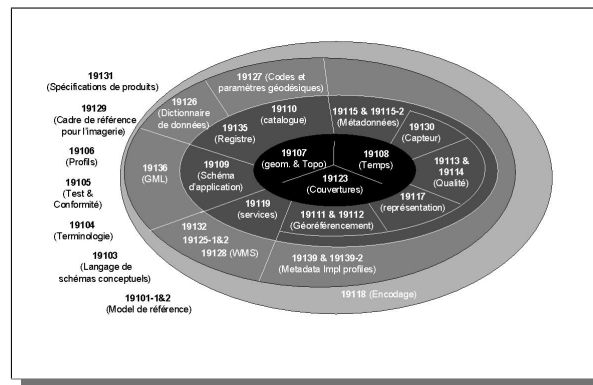 19131
(Spécifications de produits)
19129
(Cadre de référence
pour l'imagerie)
19106
(Profils)
19105
(Test &
Conformité)
19104
(Terminologie)
19103
(Langage de
schémas conceptuels)
19101-1&2
(Model de référence)
19127 (Codes et
paramètres géodésiques)
19126
(Dictionnaire
de données)
19110
(catalogue)
19115 & 19115-2
(Métadonnées)
19135
(Registre)
19130
(Capteur)
19107
(geom. & Topo)
19108
(Temps)
19113 &
19114
(Qualité)
19136
(GML)
19109
(Schéma
d'application)
19123
(Couvertures)
19117
(représentation)
19119
(services)
19111 & 19112
(Géoréférencement)
19132
19125-1&2
19128 (WMS)
19139 & 19139-2
(Metadata Impl profiles)
19118 (Encodage)